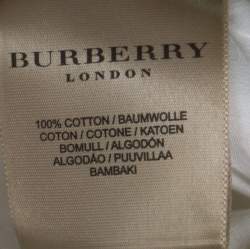 BURBERRY
LONDON
100% COTTON / BAUMWOLLE
COTON / COTONE / KATOEN
BOMULL / ALGODÓN
ALGODÃO / PUUVILLAA
BAMBAKI